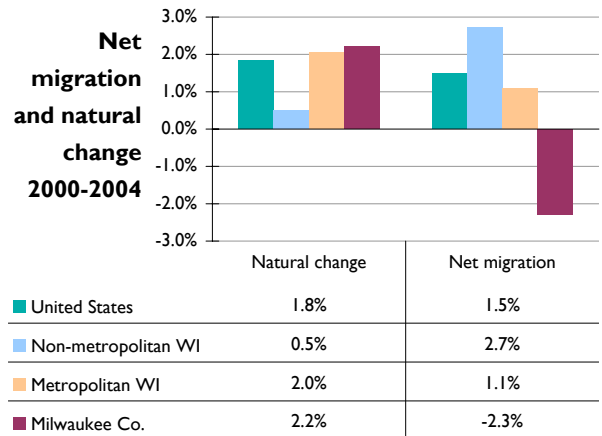 Net
migration
and natural
change
2000-2004
3.0%
2.0%
1.0%
0.0%
-1.0%
-2.0%
-3.0%
Natural change Net migration
United States 1.8% 1.5%
Non-metropolitan WI 0.5% 2.7%
Metropolitan WI 2.0% 1.1%
Milwaukee Co. 2.2% -2.3%